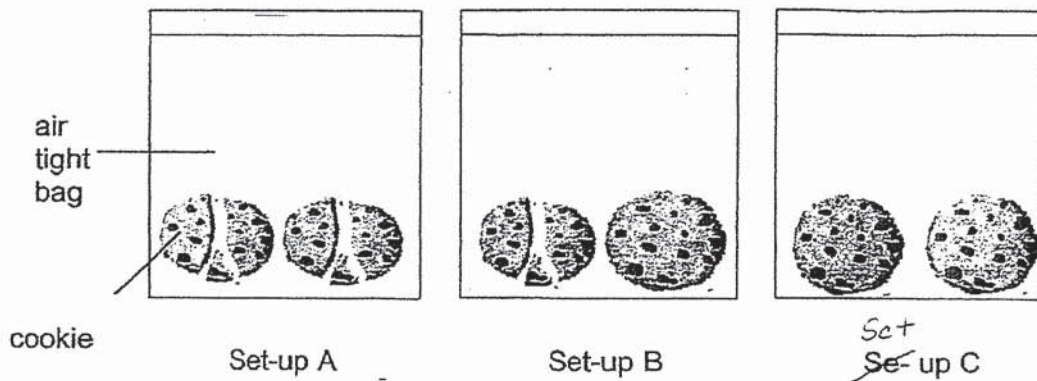 air
tight
bag
cookie
Set-up A
Set-up B
Set
Se- up C